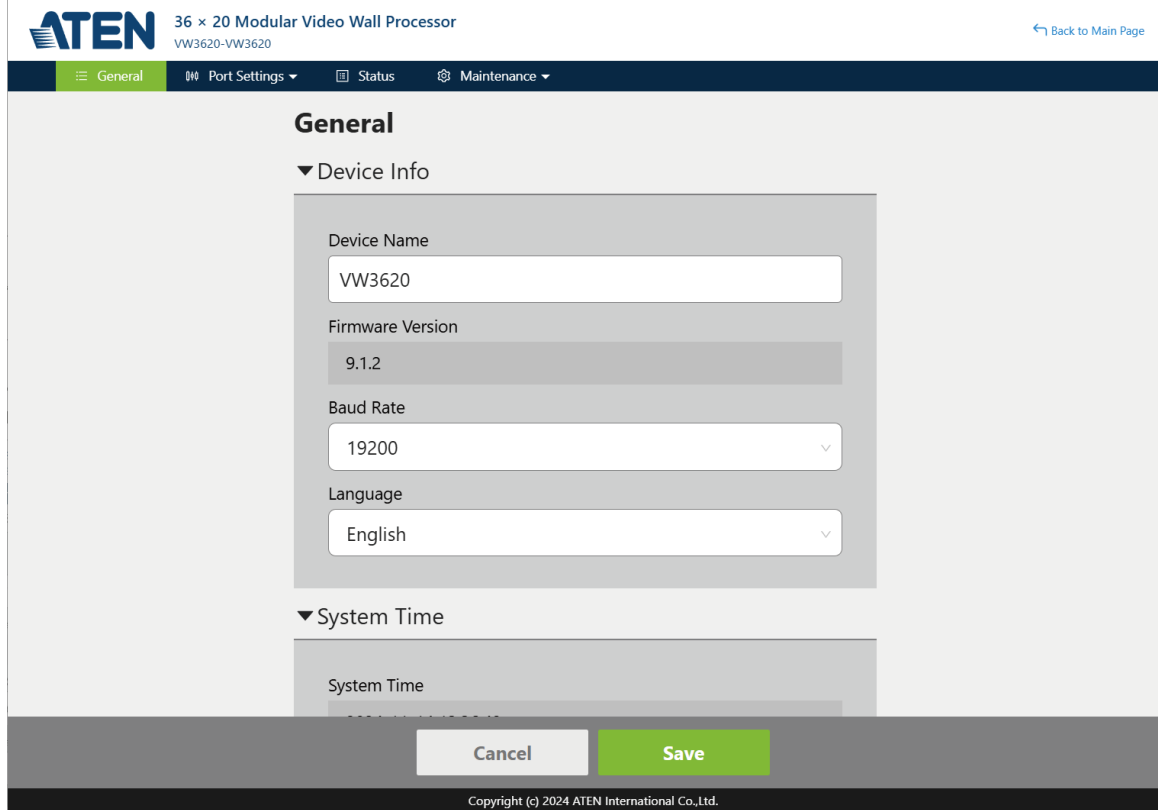 ATEN
36 × 20 Modular Video Wall Processor
VW3620-VW3620
Back to Main Page
General
Port Settings
Status
Maintenance
General
Device Info
Device Name
VW3620
Firmware Version
9.1.2
Baud Rate
19200
Language
English
System Time
System Time
Cancel
Save
Copyright (c) 2024 ATEN International Co.,Ltd.